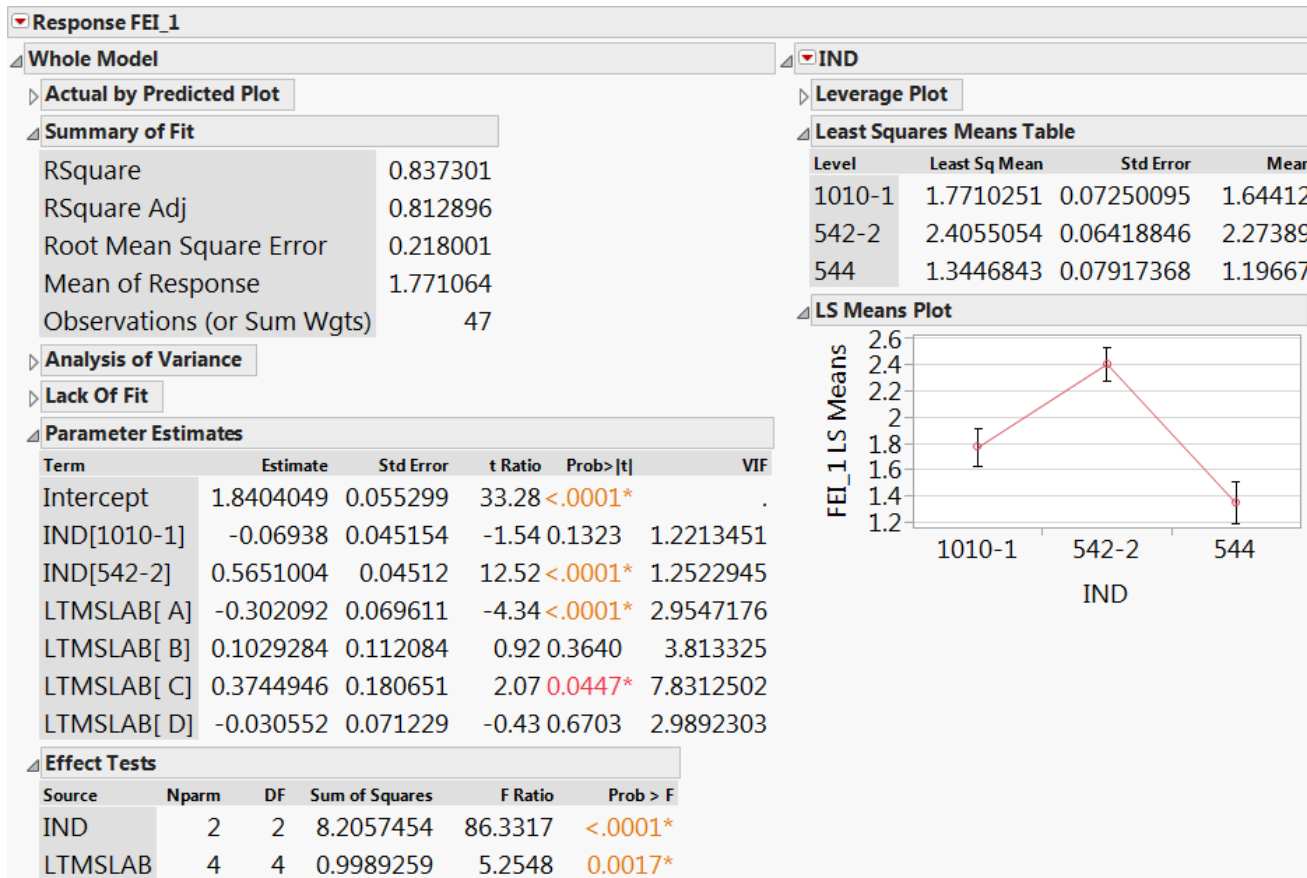 Response FEI_1
Whole Model
Actual by Predicted Plot
Summary of Fit
RSquare 0.837301
RSquare Adj 0.812896
Root Mean Square Error 0.218001
Mean of Response 1.771064
Observations (or Sum Wgts) 47
Analysis of Variance
Lack Of Fit
Parameter Estimates
Term Estimate Std Error t Ratio Prob>|t| VIF
Intercept 1.8404049 0.055299 33.28 <.0001* .
IND[1010-1] -0.06938 0.045154 -1.54 0.1323 1.2213451
IND[542-2] 0.5651004 0.04512 12.52 <.0001* 1.2522945
LTMSLAB[ A] -0.302092 0.069611 -4.34 <.0001* 2.9547176
LTMSLAB[ B] 0.1029284 0.112084 0.92 0.3640 3.813325
LTMSLAB[ C] 0.3744946 0.180651 2.07 0.0447* 7.8312502
LTMSLAB[ D] -0.030552 0.071229 -0.43 0.6703 2.9892303
Effect Tests
Source Nparm DF Sum of Squares F Ratio Prob > F
IND 2 2 8.2057454 86.3317 <.0001*
LTMSLAB 4 4 0.9989259 5.2548 0.0017*
IND
Leverage Plot
Least Squares Means Table
Level Least Sq Mean Std Error Mean
1010-1 1.7710251 0.07250095 1.64412
542-2 2.4055054 0.06418846 2.27389
544 1.3446843 0.07917368 1.19667
LS Means Plot
FEI_1 LS Means
2.6
2.4
2.2
2
1.8
1.6
1.4
1.2
1010-1 542-2 544
IND